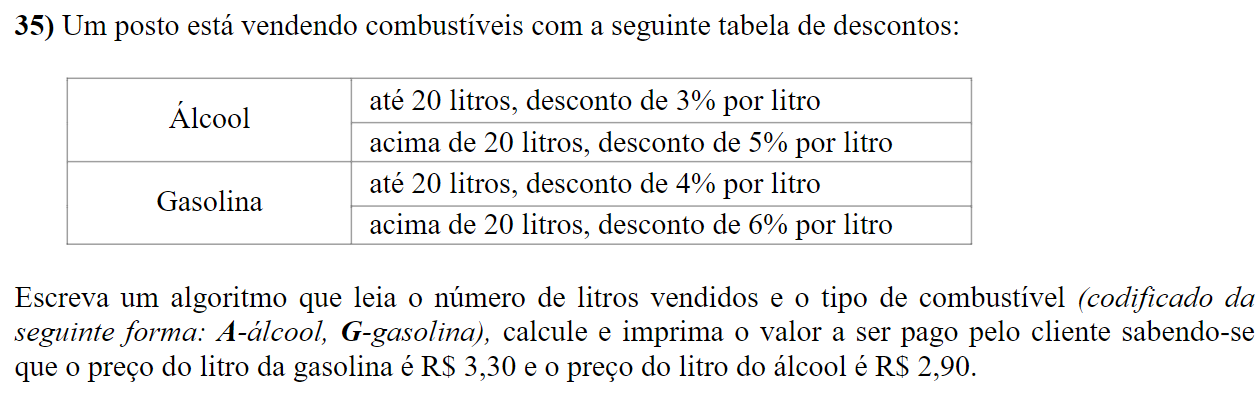 35) Um posto está vendendo combustíveis com a seguinte tabela de descontos:
Álcool
até 20 litros, desconto de 3% por litro
acima de 20 litros, desconto de 5% por litro
Gasolina
até 20 litros, desconto de 4% por litro
acima de 20 litros, desconto de 6% por litro
Escreva um algoritmo que leia o número de litros vendidos e o tipo de combustível (codificado da
seguinte forma: A-álcool, G-gasolina), calcule e imprima o valor a ser pago pelo cliente sabendo-se
que o preço do litro da gasolina é R$ 3,30 e o preço do litro do álcool é R$ 2,90.